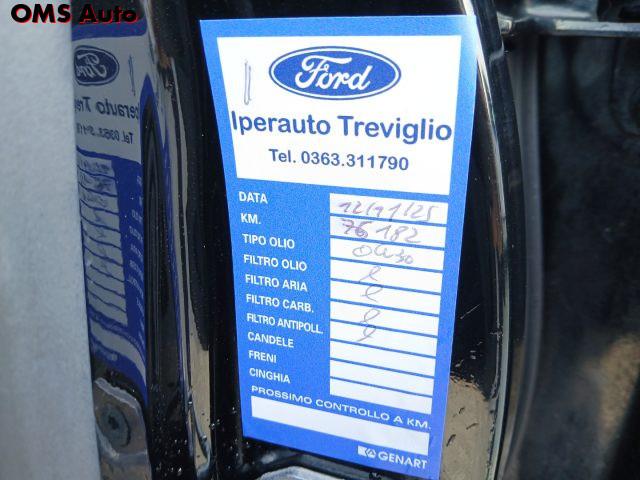 OMS Auto
Ford
Iperauto Treviglio
Tel. 0363.311790
DATA 12/11/25
KM. 76182
TIPO OLIO 0W30
FILTRO OLIO
FILTRO ARIA
FILTRO CARB.
FILTRO ANTIPOLL.
CANDELE
FRENI
CINGHIA
PROSSIMO CONTROLLO A KM.
GENART